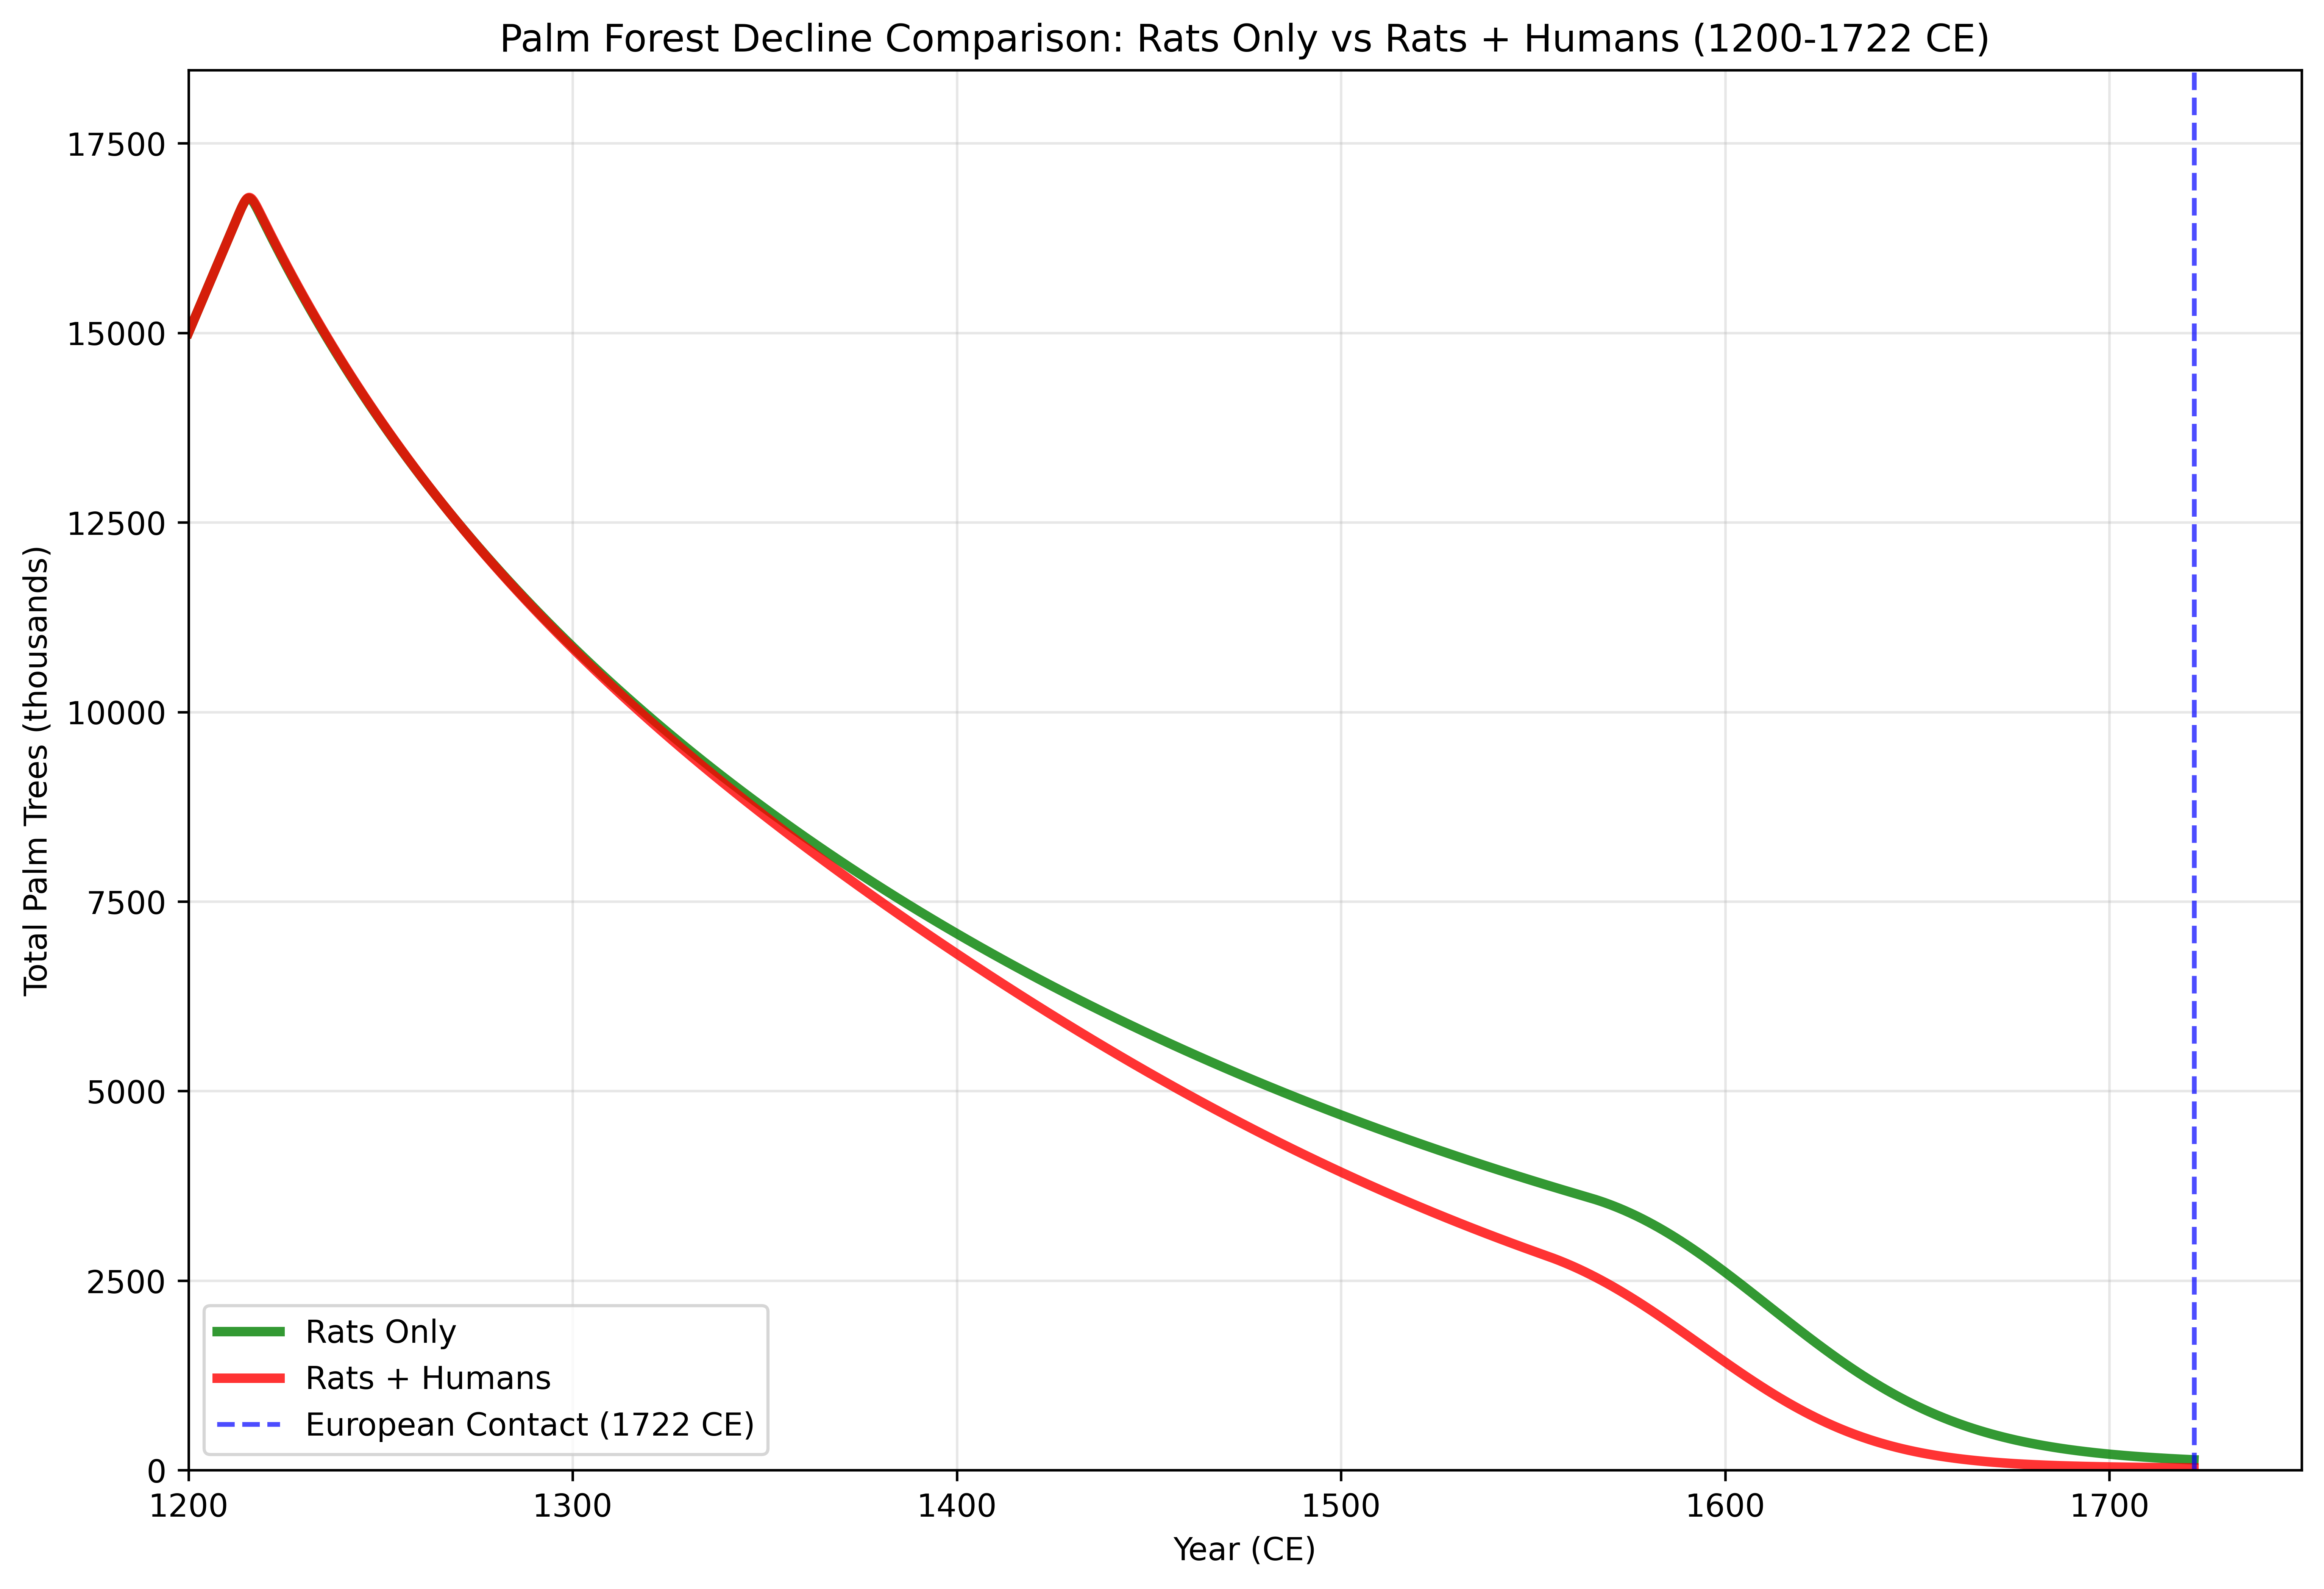 Palm Forest Decline Comparison: Rats Only vs Rats + Humans (1200-1722 CE)
Total Palm Trees (thousands)
17500
15000
12500
10000
7500
5000
2500
0
Rats Only
Rats + Humans
European Contact (1722 CE)
1200 1300 1400 1500 1600 1700
Year (CE)